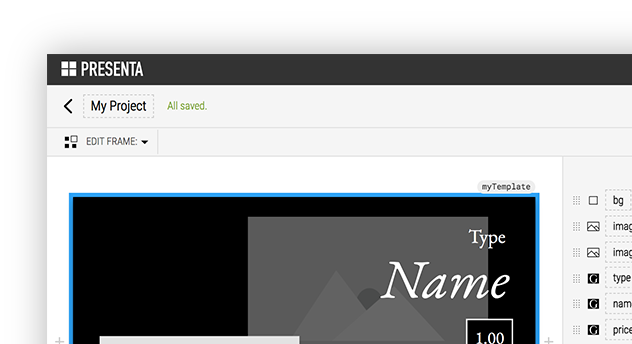 PRESENTA
My Project
All saved.
EDIT FRAME:
myTemplate
bg
imag
imag
type
nam
price
Type
Name
1.00